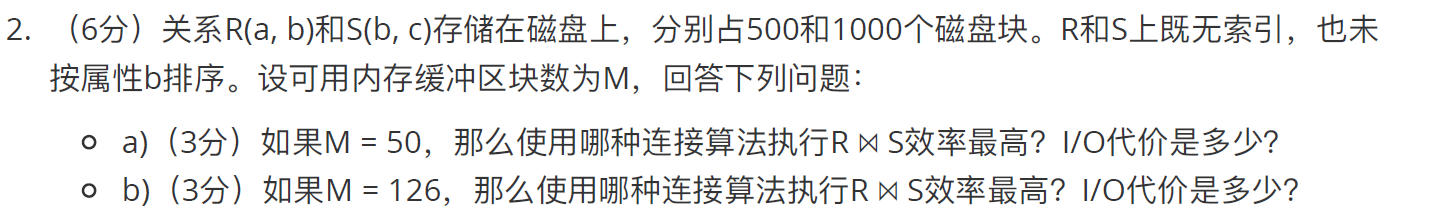 2. （6分）关系R(a, b)和S(b, c)存储在磁盘上，分别占500和1000个磁盘块。R和S上既无索引，也未
按属性b排序。设可用内存缓冲区块数为M，回答下列问题：
○ a)（3分）如果M = 50，那么使用哪种连接算法执行R ⋈ S效率最高？I/O代价是多少？
○ b)（3分）如果M = 126，那么使用哪种连接算法执行R ⋈ S效率最高？I/O代价是多少？